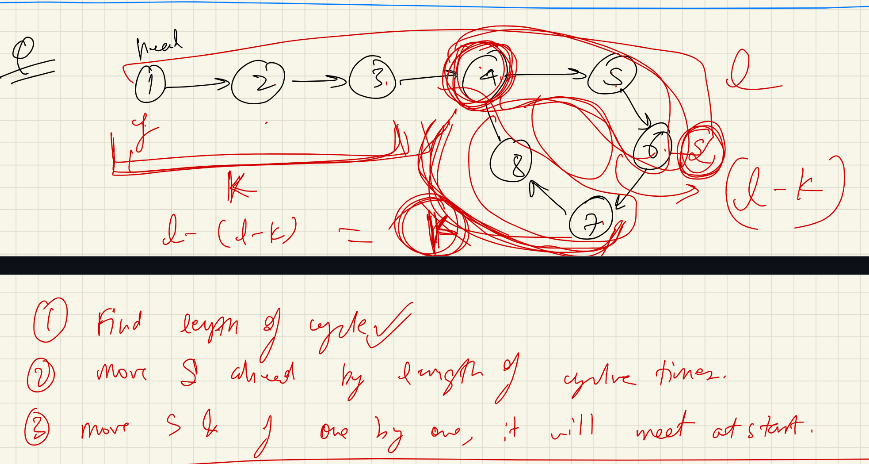 Q
head
1 → 2 → 3 → 4 → 5
l
f
6 S
8
K
(l-k)
7
l-(l-k) = K
① Find length of cycle ✓
② move S ahead by length of cycle times.
③ move S & f one by one, it will meet at start.